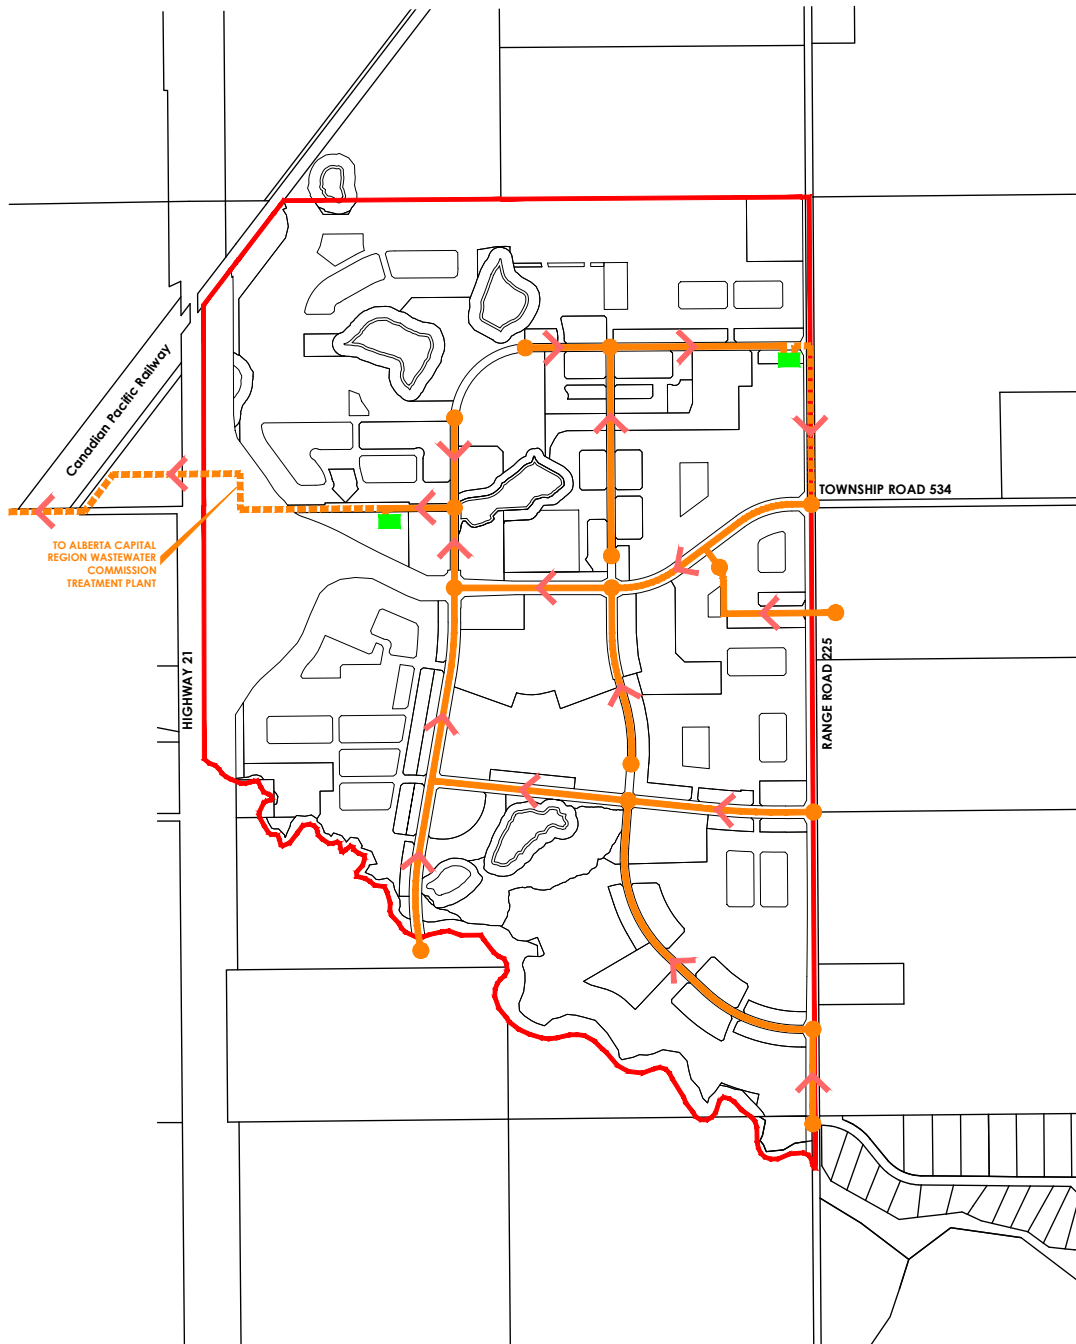 Canadian Pacific Railway
TOWNSHIP ROAD 534
TO ALBERTA CAPITAL
REGION WASTEWATER
COMMISSION
TREATMENT PLANT
HIGHWAY 21
RANGE ROAD 225